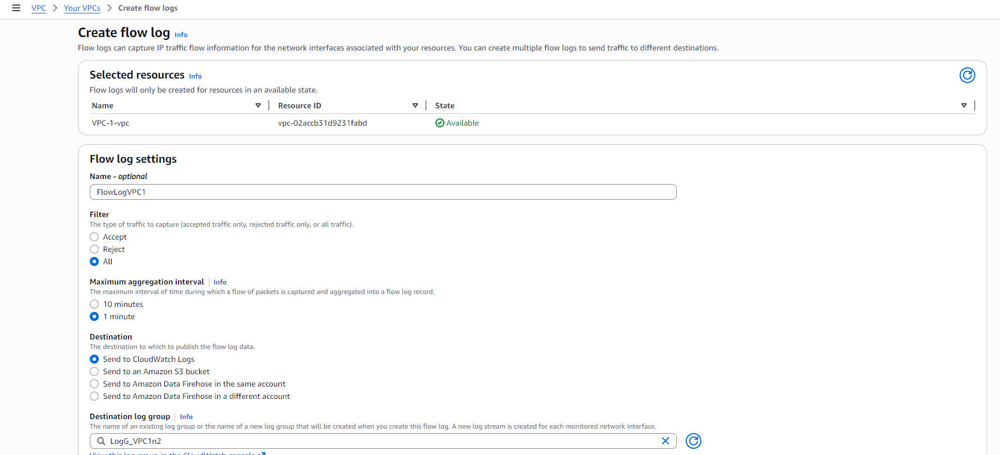 VPC > Your VPCs > Create flow logs
Create flow log Info
Flow logs can capture IP traffic flow information for the network interfaces associated with your resources. You can create multiple flow logs to send traffic to different destinations.
Selected resources Info
Flow logs will only be created for resources in an available state.
Name Resource ID State
VPC-1-vpc vpc-02accb31d9231fabd Available
Flow log settings
Name - optional
FlowLogVPC1
Filter
The type of traffic to capture (accepted traffic only, rejected traffic only, or all traffic).
Accept
Reject
All
Maximum aggregation interval Info
The maximum interval of time during which a flow of packets is captured and aggregated into a flow log record.
10 minutes
1 minute
Destination
The destination to which to publish the flow log data.
Send to CloudWatch Logs
Send to an Amazon S3 bucket
Send to Amazon Data Firehose in the same account
Send to Amazon Data Firehose in a different account
Destination log group Info
The name of an existing log group or the name of a new log group that will be created when you create this flow log. A new log stream is created for each monitored network interface.
LogG_VPC1n2
View this log group in the CloudWatch console